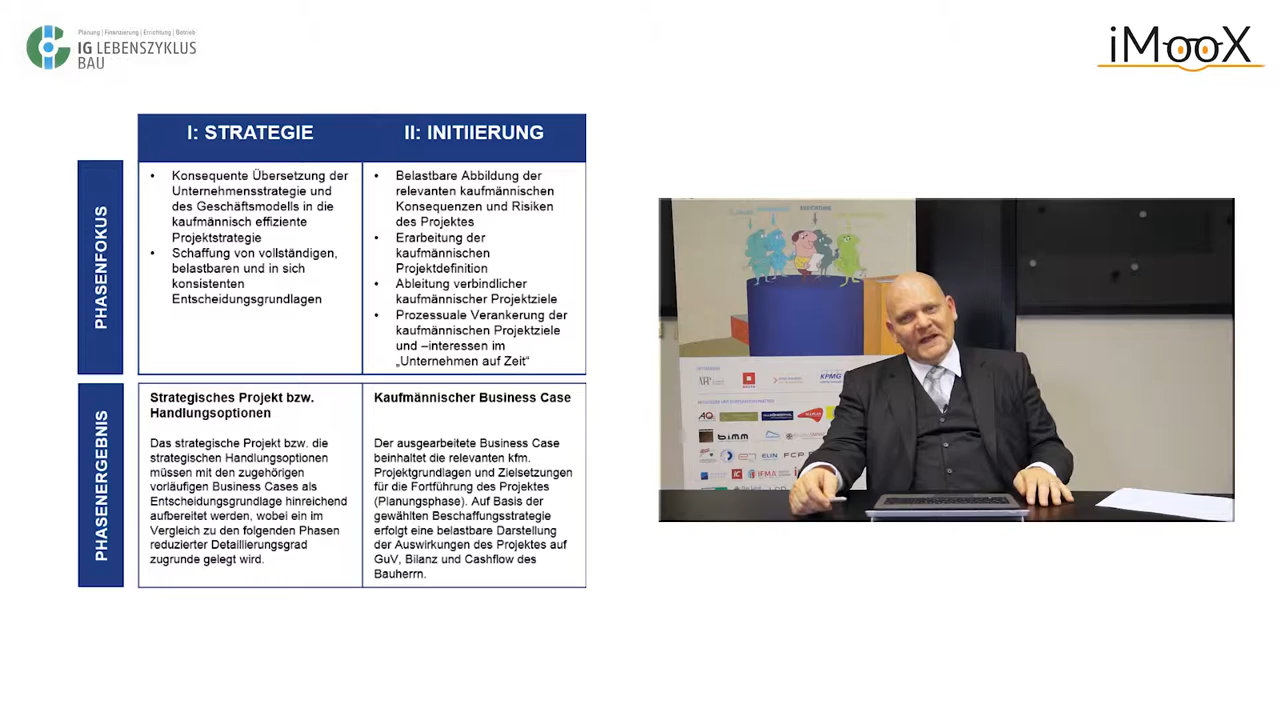 Planung | Finanzierung | Errichtung | Betrieb
IG LEBENSZYKLUS
BAU
iMooX
I: STRATEGIE
II: INITIIERUNG
PHASENFOKUS
• Konsequente Übersetzung der
Unternehmensstrategie und
des Geschäftsmodells in die
kaufmännisch effiziente
Projektstrategie
• Schaffung von vollständigen,
belastbaren und in sich
konsistenten
Entscheidungsgrundlagen
• Belastbare Abbildung der
relevanten kaufmännischen
Konsequenzen und Risiken
des Projektes
• Erarbeitung der
kaufmännischen
Projektdefinition
• Ableitung verbindlicher
kaufmännischer Projektziele
• Prozessuale Verankerung der
kaufmännischen Projektziele
und –interessen im
„Unternehmen auf Zeit“
PHASENERGEBNIS
Strategisches Projekt bzw.
Handlungsoptionen
Das strategische Projekt bzw. die
strategischen Handlungsoptionen
müssen mit den zugehörigen
vorläufigen Business Cases als
Entscheidungsgrundlage hinreichend
aufbereitet werden, wobei ein im
Vergleich zu den folgenden Phasen
reduzierter Detaillierungsgrad
zugrunde gelegt wird.
Kaufmännischer Business Case
Der ausgearbeitete Business Case
beinhaltet die relevanten kfm.
Projektgrundlagen und Zielsetzungen
für die Fortführung des Projektes
(Planungsphase). Auf Basis der
gewählten Beschaffungsstrategie
erfolgt eine belastbare Darstellung
der Auswirkungen des Projektes auf
GuV, Bilanz und Cashflow des
Bauherrn.
KPMG
AQ
bimm
ELIN
FCP
IC
IFMA